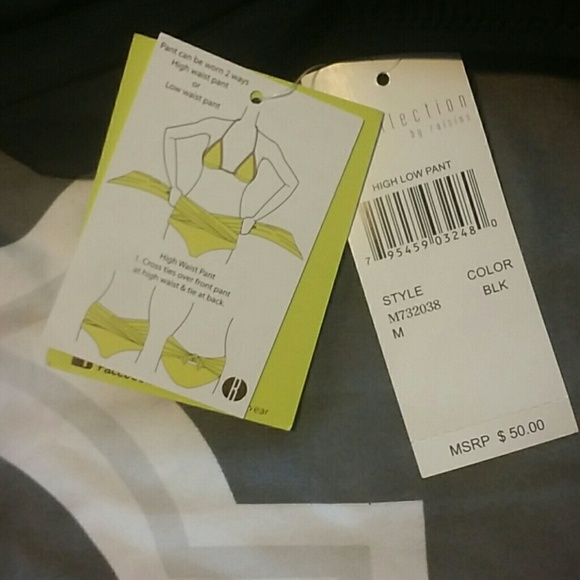 Pant can be worn 2 ways
High waist pant
or
Low waist pant
High Waist Pant
1. Cross ties over front pant
at high waist & tie at back.
R
llection
by raisins
HIGH LOW PANT
7 95459 03248 0
STYLE
COLOR
M732038
BLK
M
MSRP $ 50.00